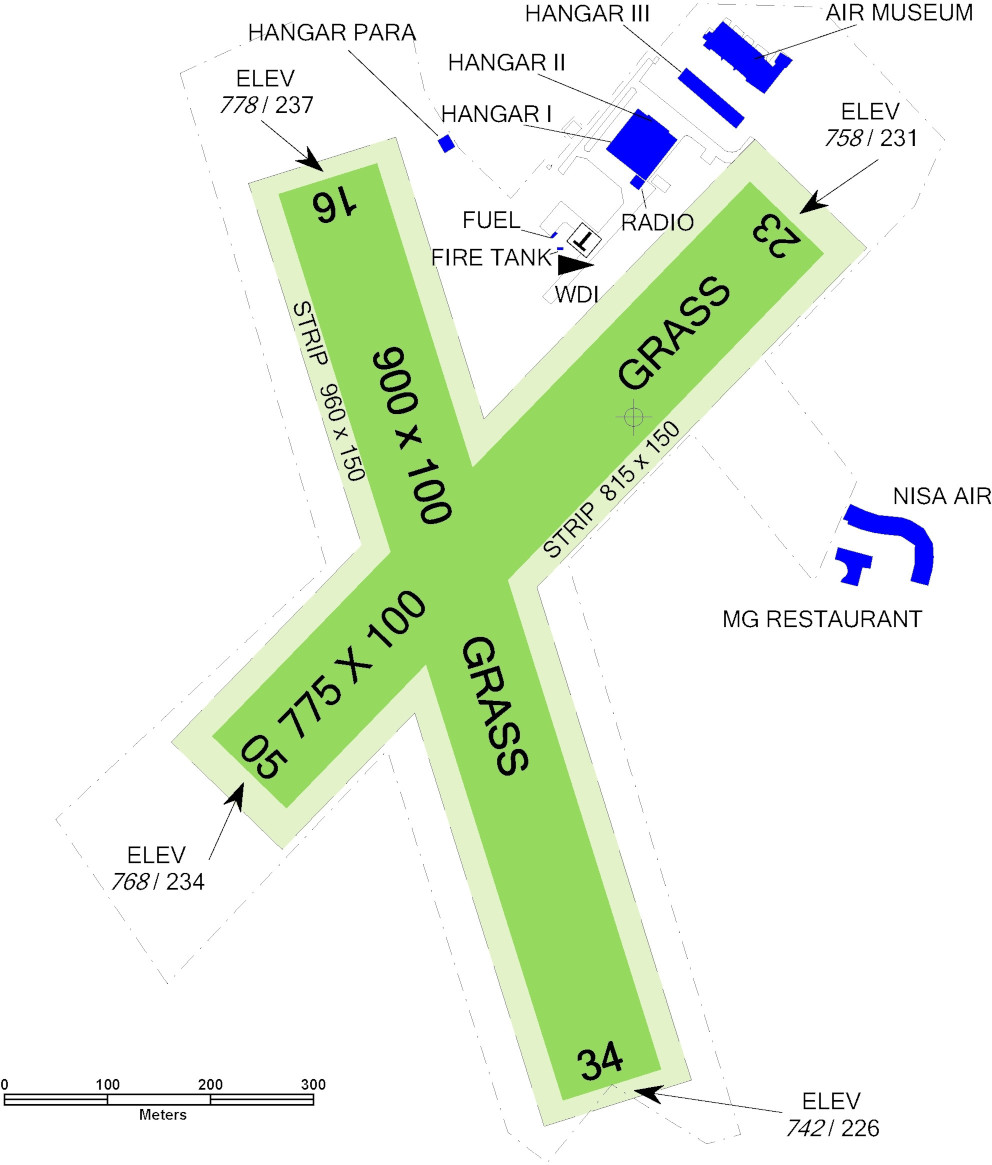 HANGAR III
AIR MUSEUM
HANGAR PARA
HANGAR II
ELEV
778 / 237
HANGAR I
ELEV
758 / 231
16
FUEL
RADIO
T
23
FIRE TANK
WDI
GRASS
STRIP 960 x 150
900 x 100
STRIP 815 x 150
NISA AIR
MG RESTAURANT
775 X 100
GRASS
05
ELEV
768 / 234
34
0 100 200 300
Meters
ELEV
742 / 226